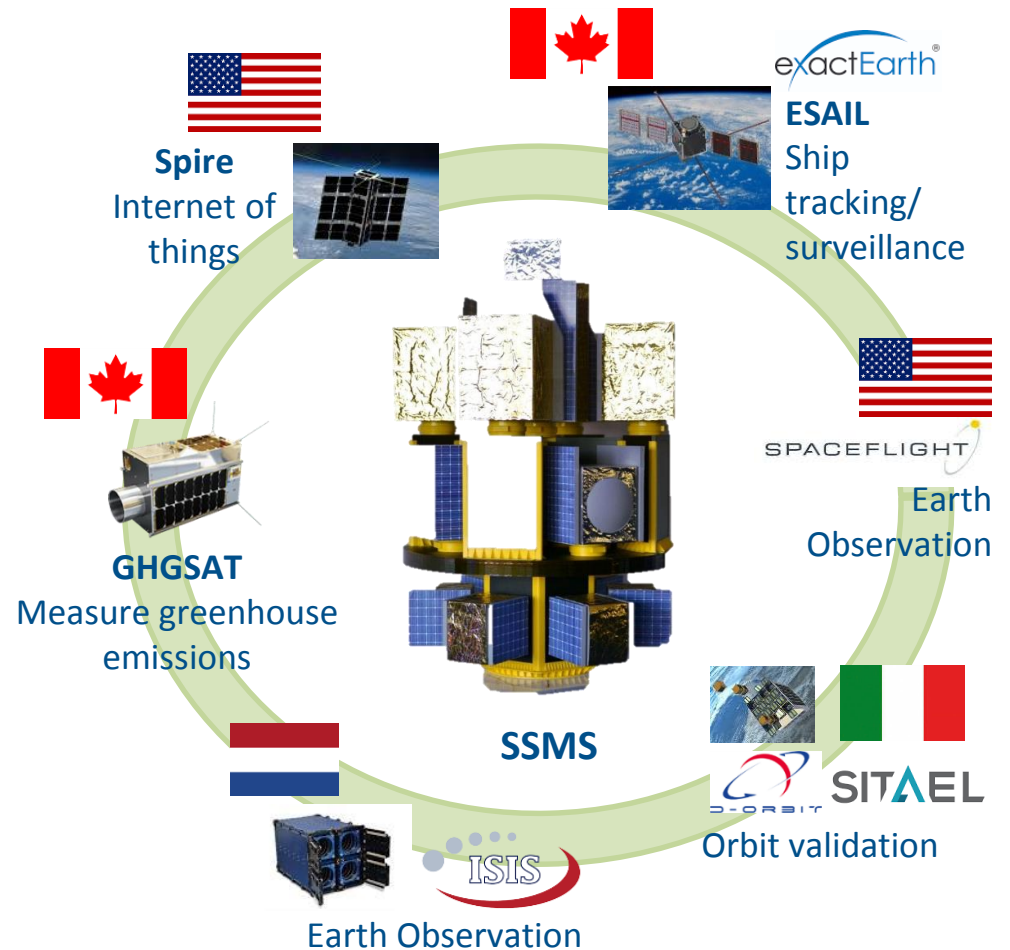 exactEarth®
ESAIL
Ship
tracking/
surveillance
Spire
Internet of
things
SPACEFLIGHT
Earth
Observation
GHGSAT
Measure greenhouse
emissions
SSMS
D-ORBIT
SITAEL
Orbit validation
ISIS
Earth Observation